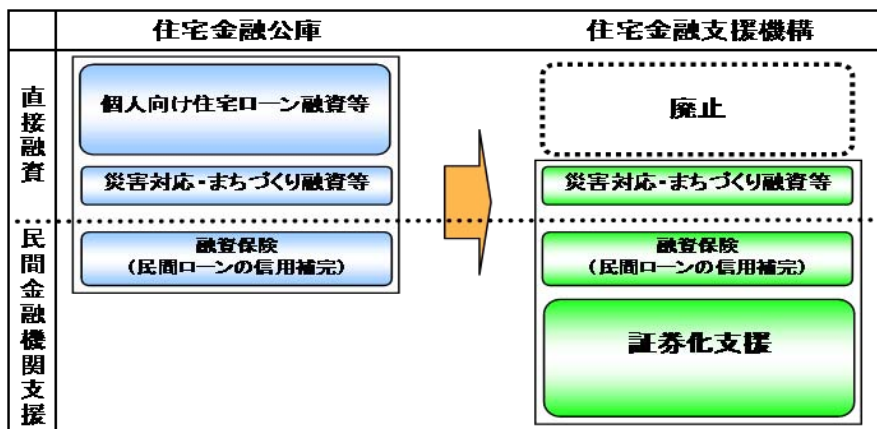 住宅金融公庫
住宅金融支援機構
直接融資
個人向け住宅ローン融資等
廃止
災害対応・まちづくり融資等
災害対応・まちづくり融資等
民間金融機関支援
融資保険
(民間ローンの信用補完)
融資保険
(民間ローンの信用補完)
証券化支援